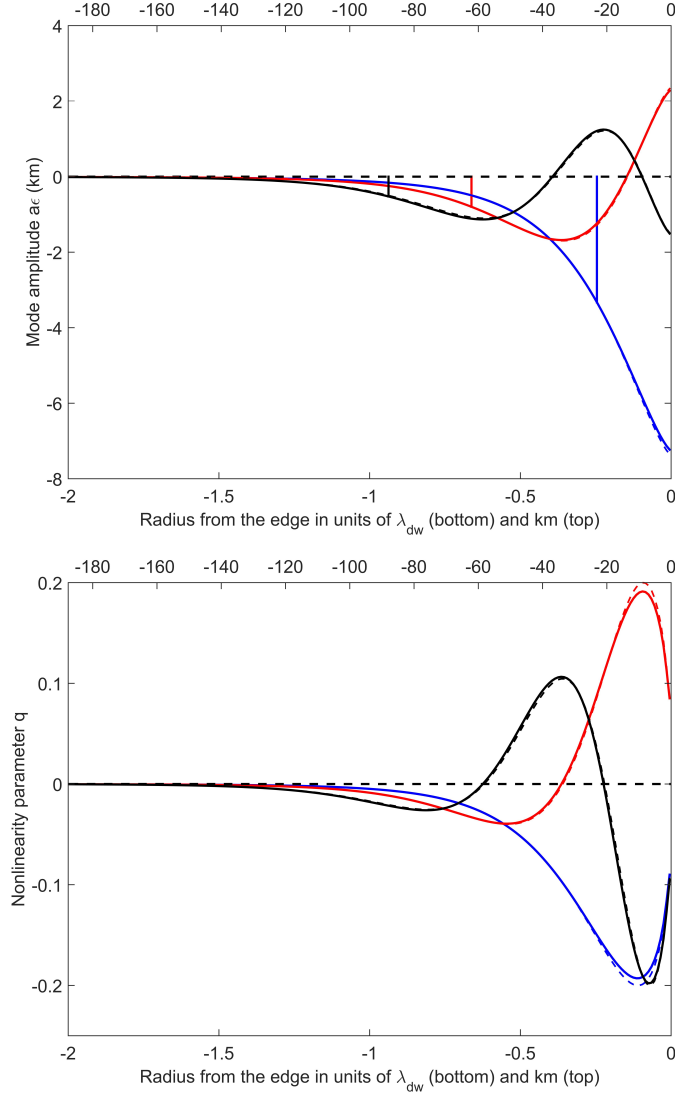 -180 -160 -140 -120 -100 -80 -60 -40 -20 0
4
2
0
-2
-4
-6
-8
Mode amplitude aϵ (km)
-2 -1.5 -1 -0.5 0
Radius from the edge in units of λdw (bottom) and km (top)
-180 -160 -140 -120 -100 -80 -60 -40 -20 0
0.2
0.1
0
-0.1
-0.2
Nonlinearity parameter q
-2 -1.5 -1 -0.5 0
Radius from the edge in units of λdw (bottom) and km (top)